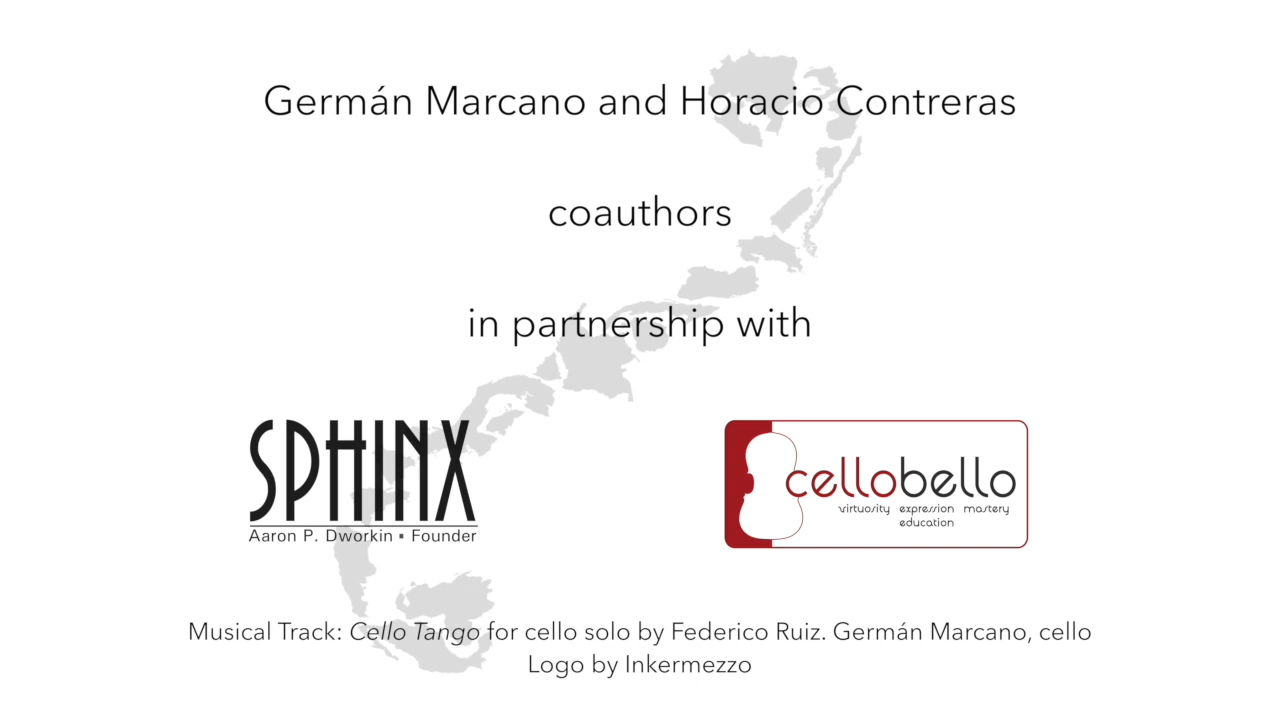 Germán Marcano and Horacio Contreras
coauthors
in partnership with
SPHINX
Aaron P. Dworkin ▪ Founder
cellobello
virtuosity expression mastery
education
Musical Track: Cello Tango for cello solo by Federico Ruiz. Germán Marcano, cello
Logo by Inkermezzo